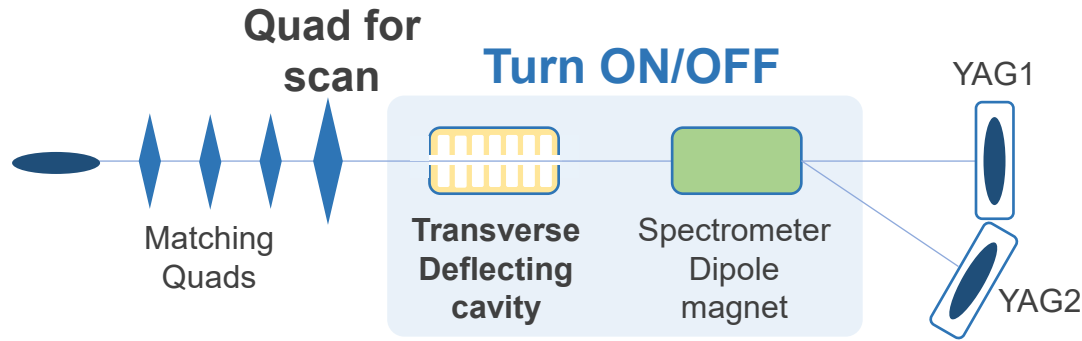 Quad for
scan
Turn ON/OFF
YAG1
Matching
Quads
Transverse
Deflecting
cavity
Spectrometer
Dipole
magnet
YAG2